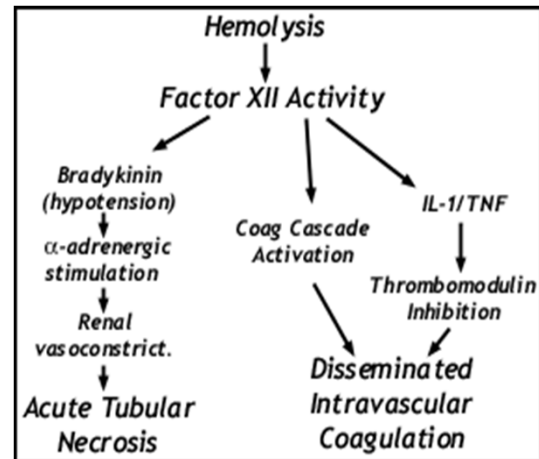 Hemolysis
Factor XII Activity
Bradykinin
(hypotension)
α-adrenergic
stimulation
Renal
vasoconstrict.
Acute Tubular
Necrosis
Coag Cascade
Activation
IL-1/TNF
Thrombomodulin
Inhibition
Disseminated
Intravascular
Coagulation